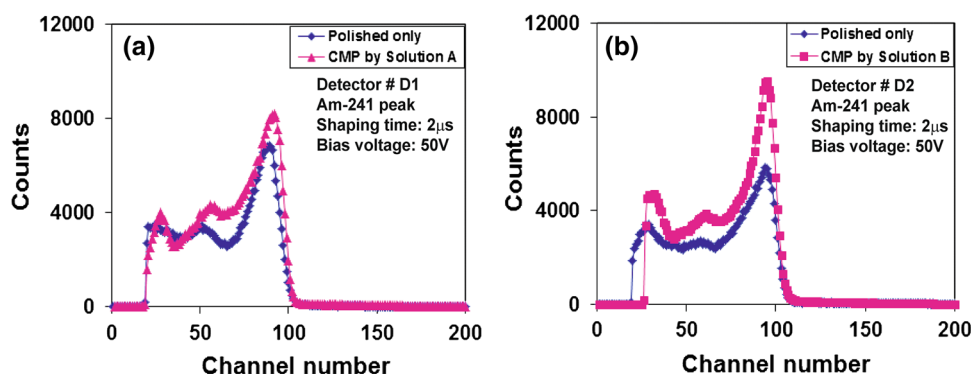 (a)
Polished only
CMP by Solution A
Detector # D1
Am-241 peak
Shaping time: 2μs
Bias voltage: 50V
Counts
12000
8000
4000
0
0 50 100 150 200
Channel number
(b)
Polished only
CMP by Solution B
Detector # D2
Am-241 peak
Shaping time: 2μs
Bias voltage: 50V
Counts
12000
8000
4000
0
0 50 100 150 200
Channel number